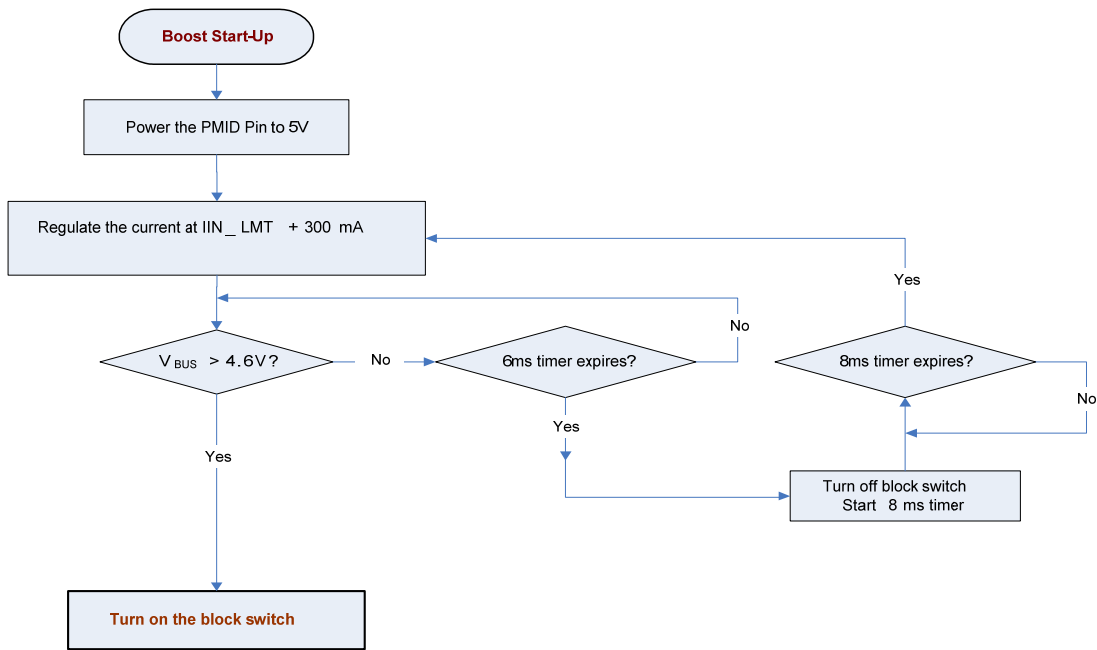 Boost Start-Up
Power the PMID Pin to 5V
Regulate the current at IIN_ LMT + 300 mA
Yes
No
V BUS > 4.6V?
No
6ms timer expires?
8ms timer expires?
No
Yes
Yes
Turn off block switch
Start 8 ms timer
Turn on the block switch